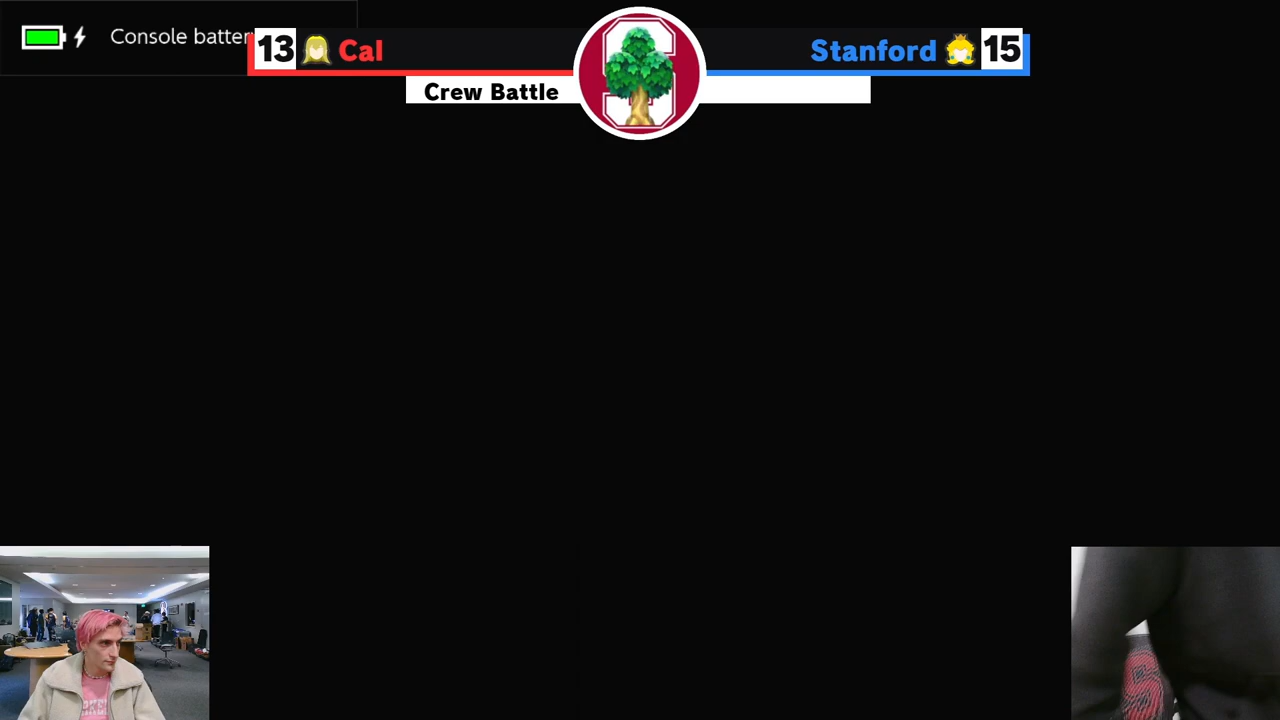 Console batter
13 Cal
Stanford 15
Crew Battle
S